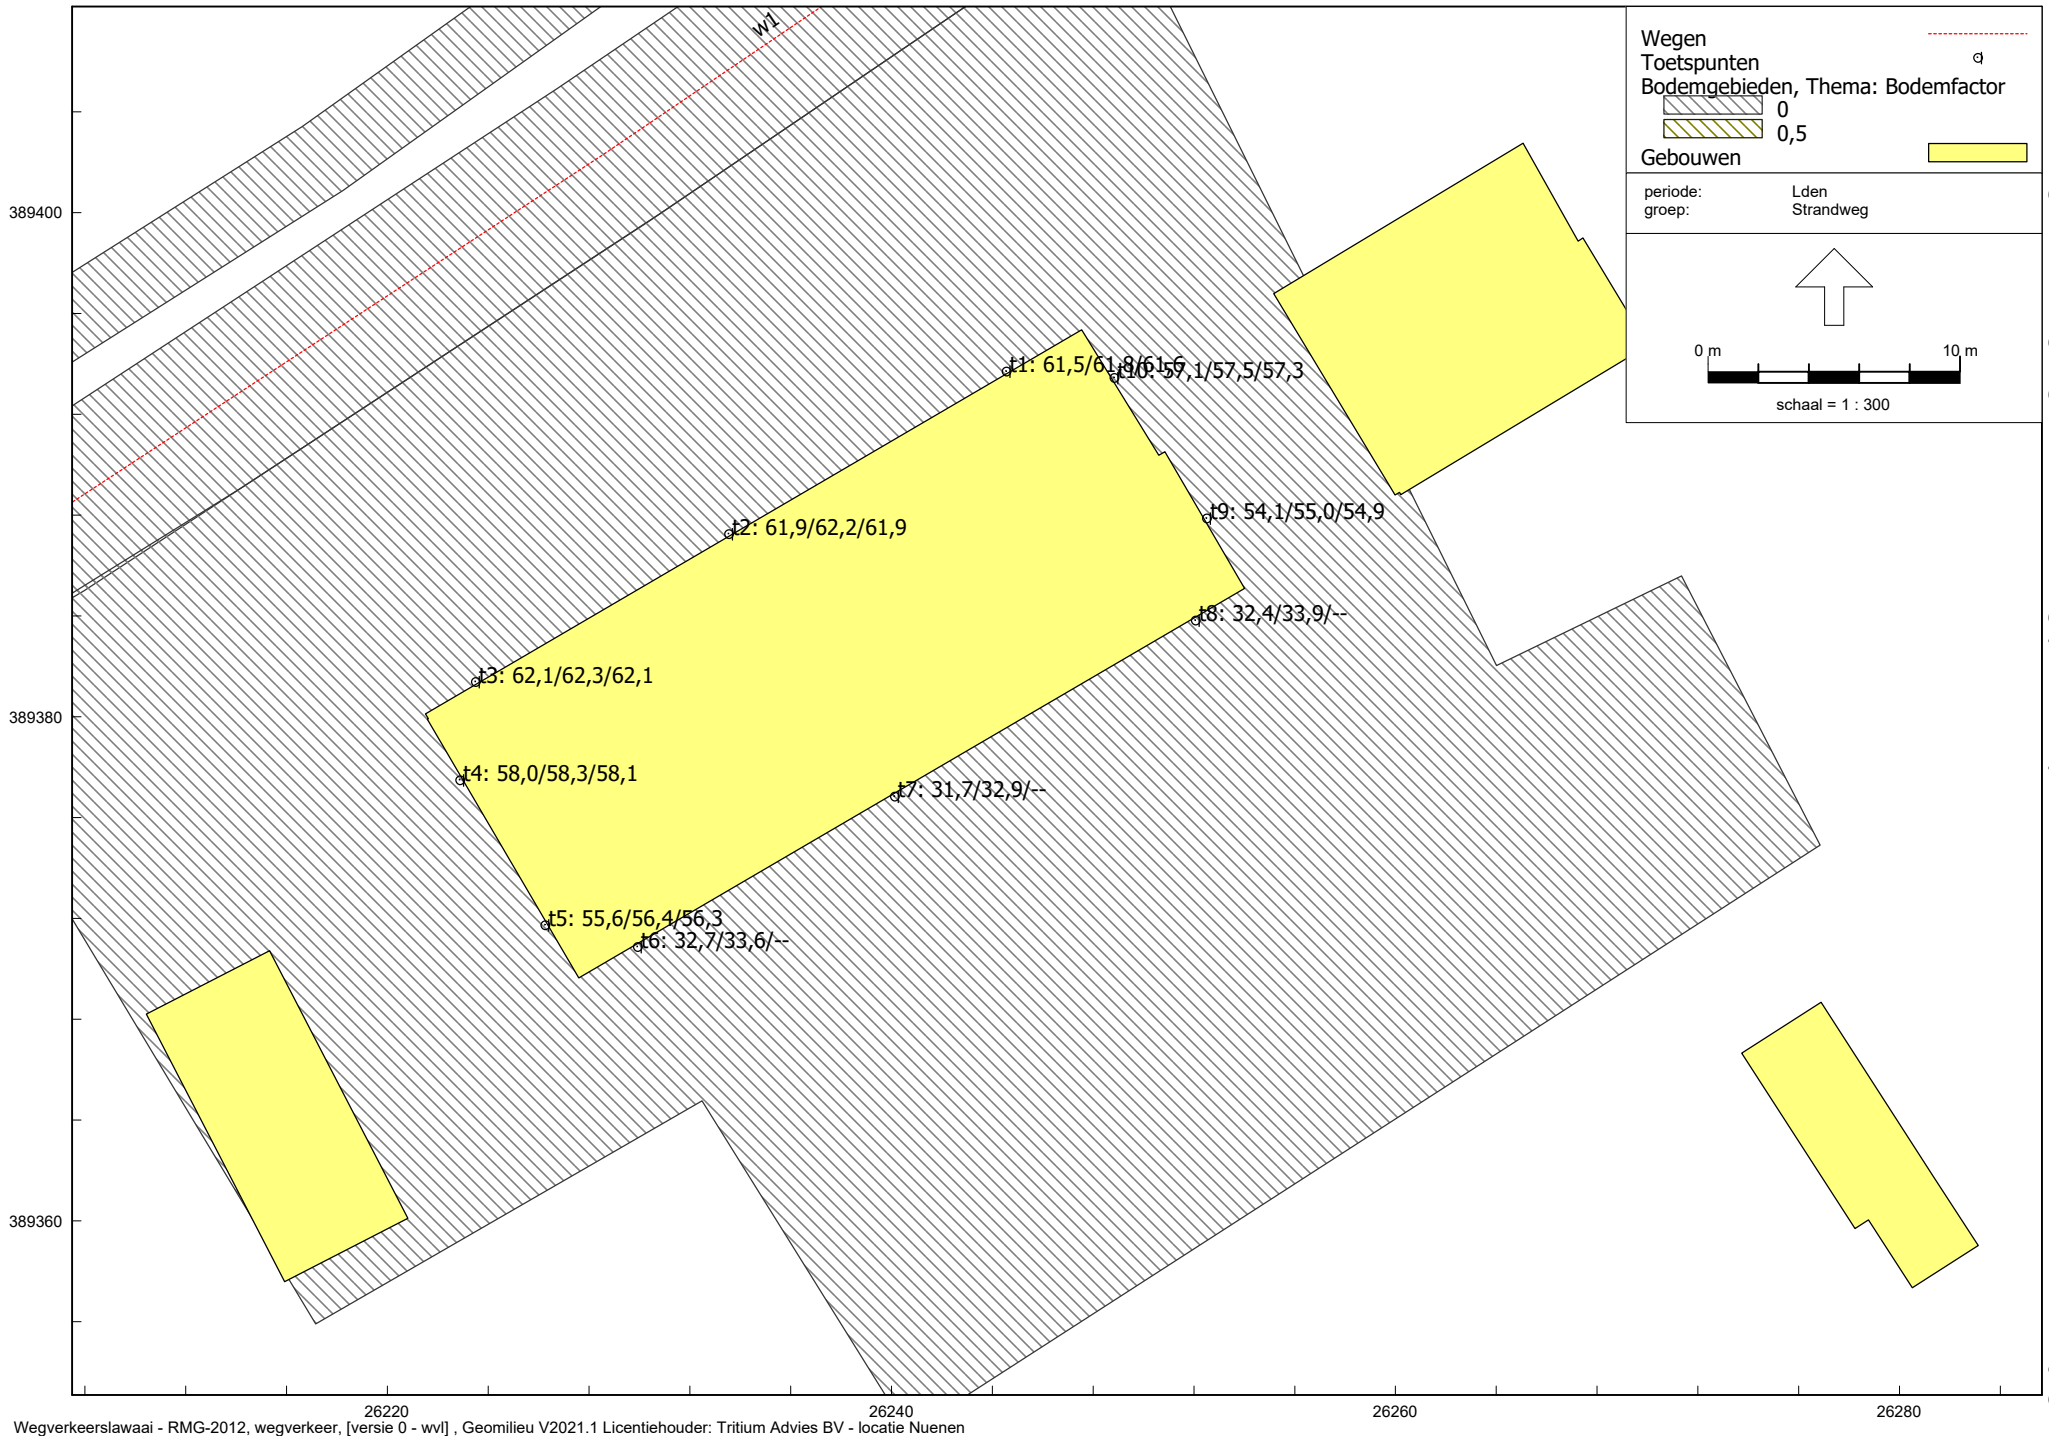 w1
Wegen
Toetspunten
Bodemgebieden, Thema: Bodemfactor
0
0,5
Gebouwen
periode: Lden
groep: Strandweg
0 m 10 m
schaal = 1 : 300
389400
389380
389360
t1: 61,5/61,8/61,6
t10: 57,1/57,5/57,3
t2: 61,9/62,2/61,9
t9: 54,1/55,0/54,9
t8: 32,4/33,9/--
t3: 62,1/62,3/62,1
t4: 58,0/58,3/58,1
t7: 31,7/32,9/--
t5: 55,6/56,4/56,3
t6: 32,7/33,6/--
26220 26240 26260 26280
Wegverkeerslawaai - RMG-2012, wegverkeer, [versie 0 - wvl] , Geomilieu V2021.1 Licentiehouder: Tritium Advies BV - locatie Nuenen